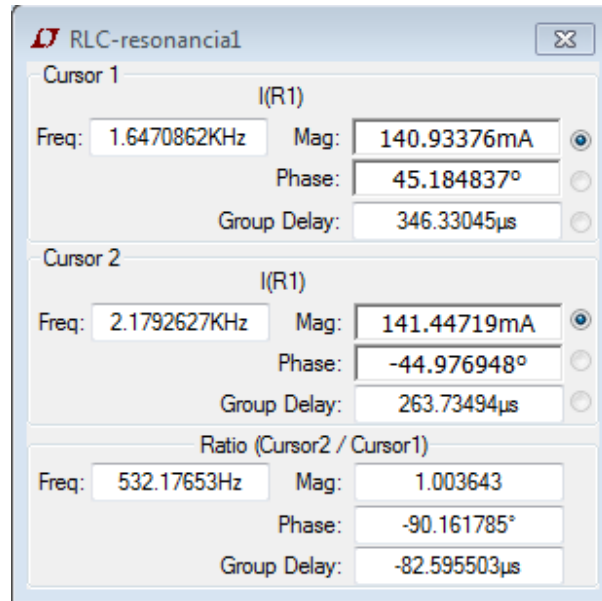 RLC-resonancia1
Cursor 1
I(R1)
Freq: 1.6470862KHz Mag: 140.93376mA
Phase: 45.184837º
Group Delay: 346.33045µs
Cursor 2
I(R1)
Freq: 2.1792627KHz Mag: 141.44719mA
Phase: -44.976948º
Group Delay: 263.73494µs
Ratio (Cursor2 / Cursor1)
Freq: 532.17653Hz Mag: 1.003643
Phase: -90.161785°
Group Delay: -82.595503µs